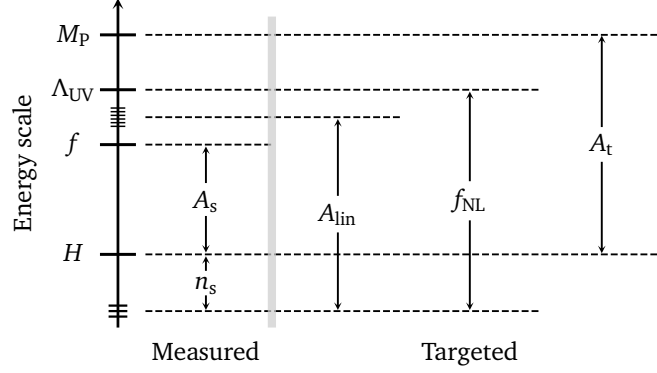 Energy scale
M_P
Λ_UV
f
H
A_s
n_s
A_lin
f_NL
A_t
Measured
Targeted